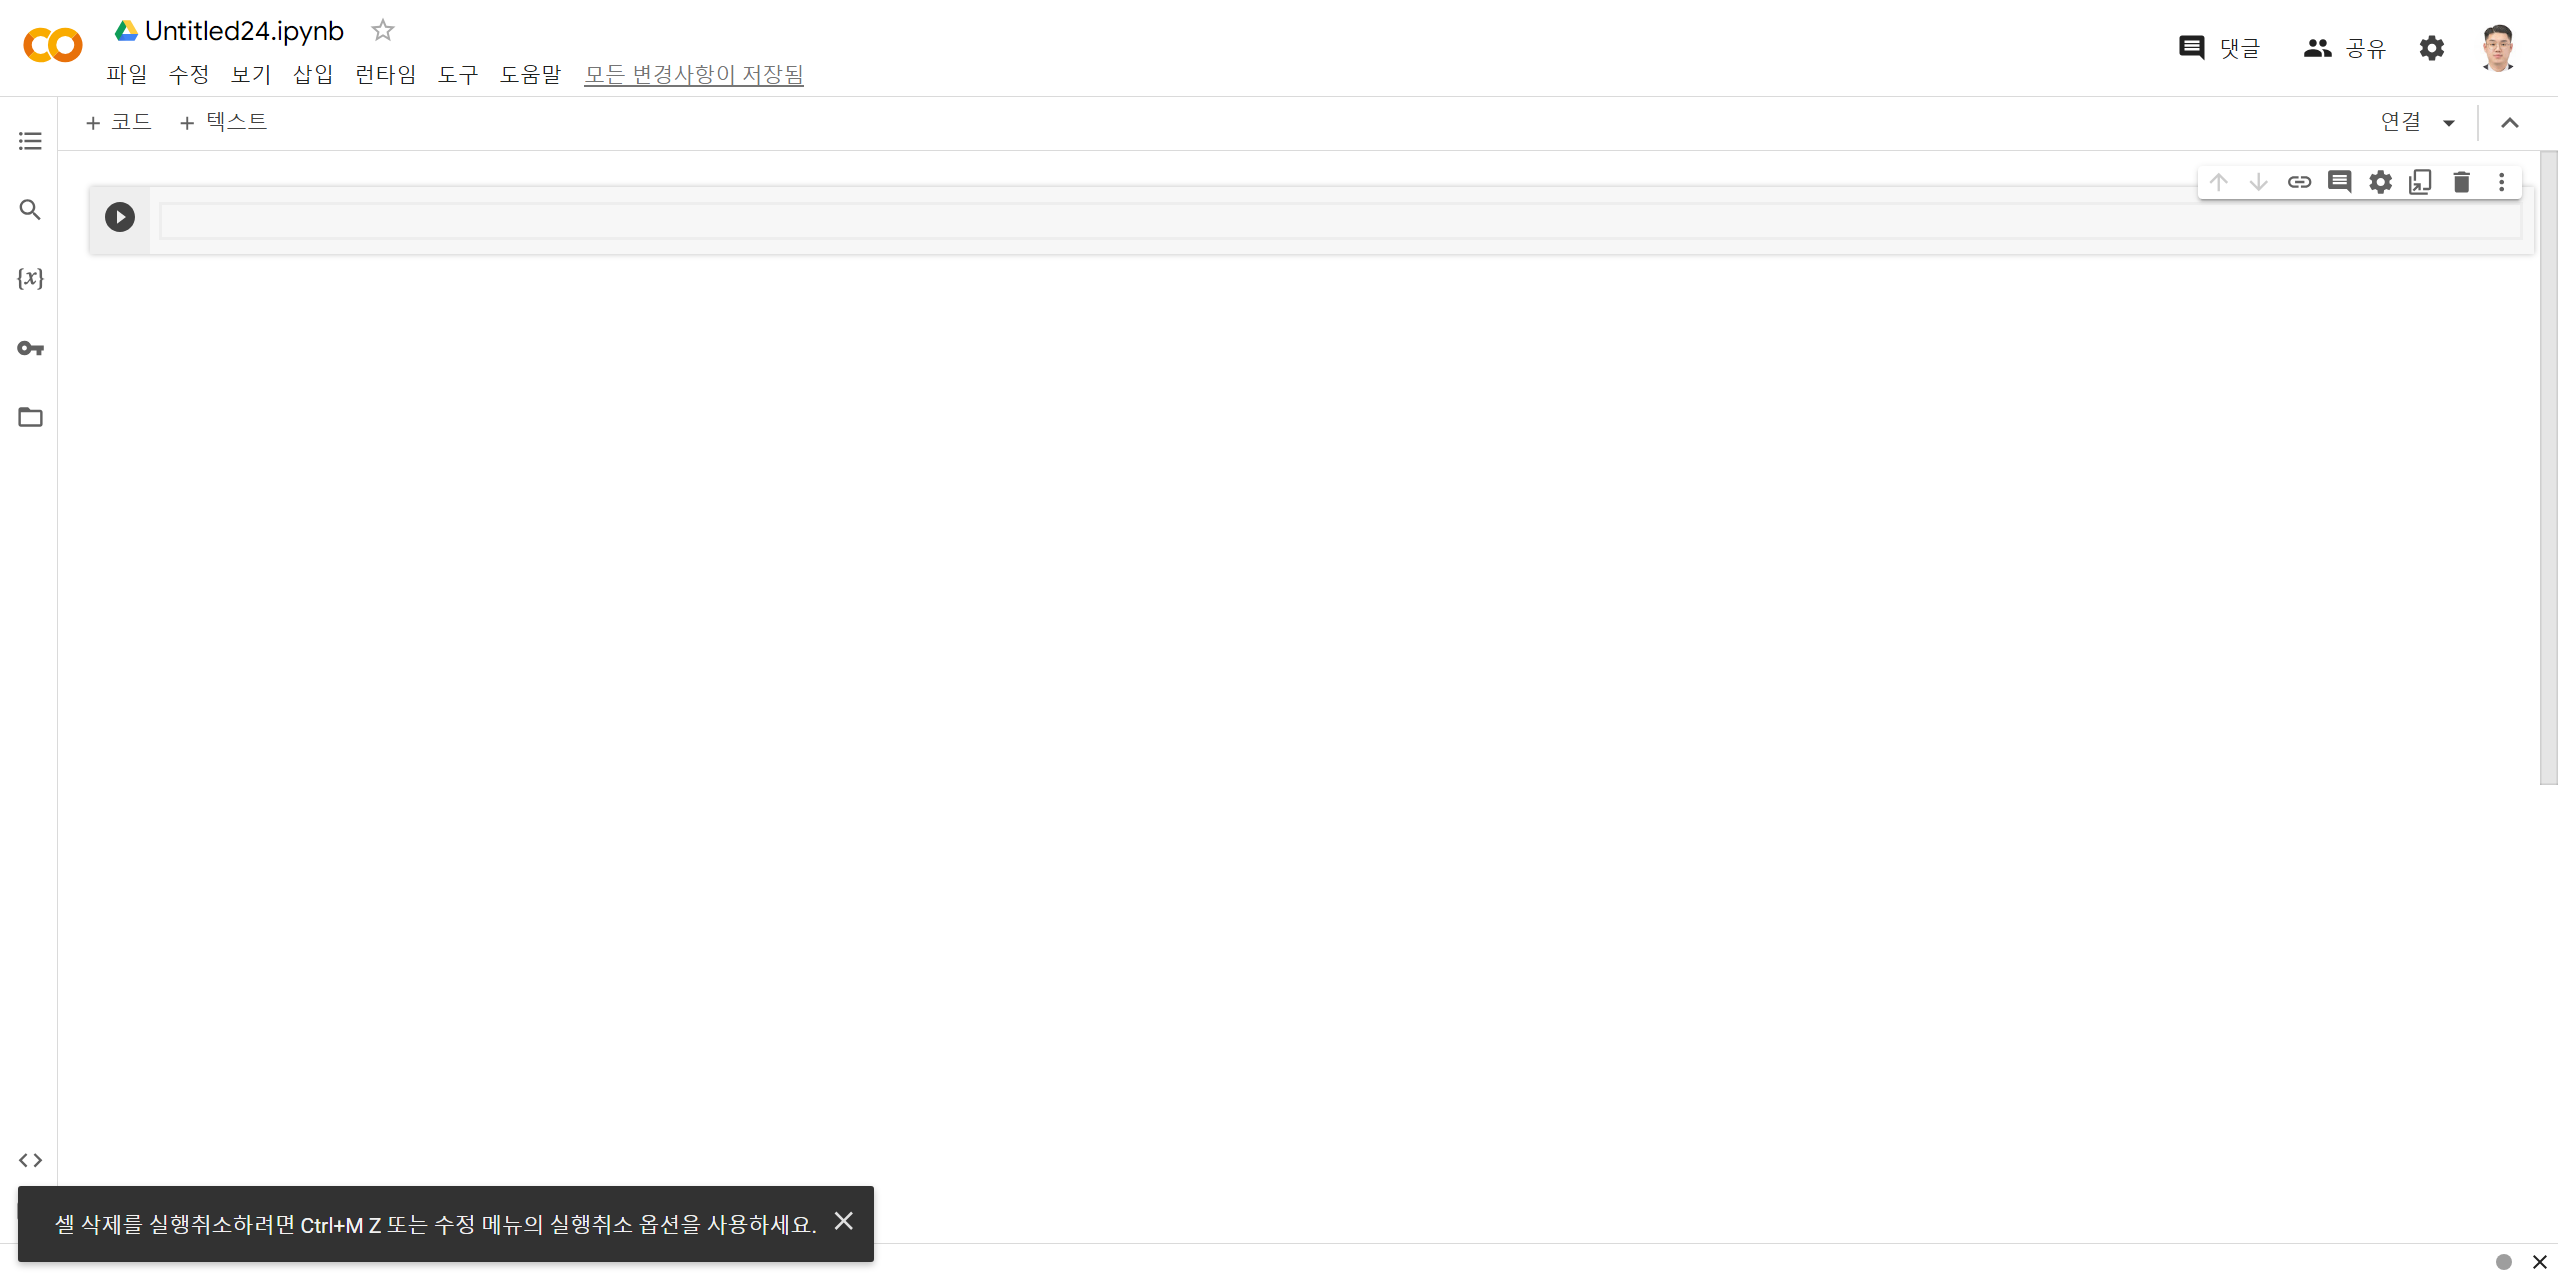 Untitled24.ipynb
파일 수정 보기 삽입 런타임 도구 도움말 모든 변경사항이 저장됨
댓글 공유
+ 코드 + 텍스트
연결
{x}
셀 삭제를 실행취소하려면 Ctrl+M Z 또는 수정 메뉴의 실행취소 옵션을 사용하세요.